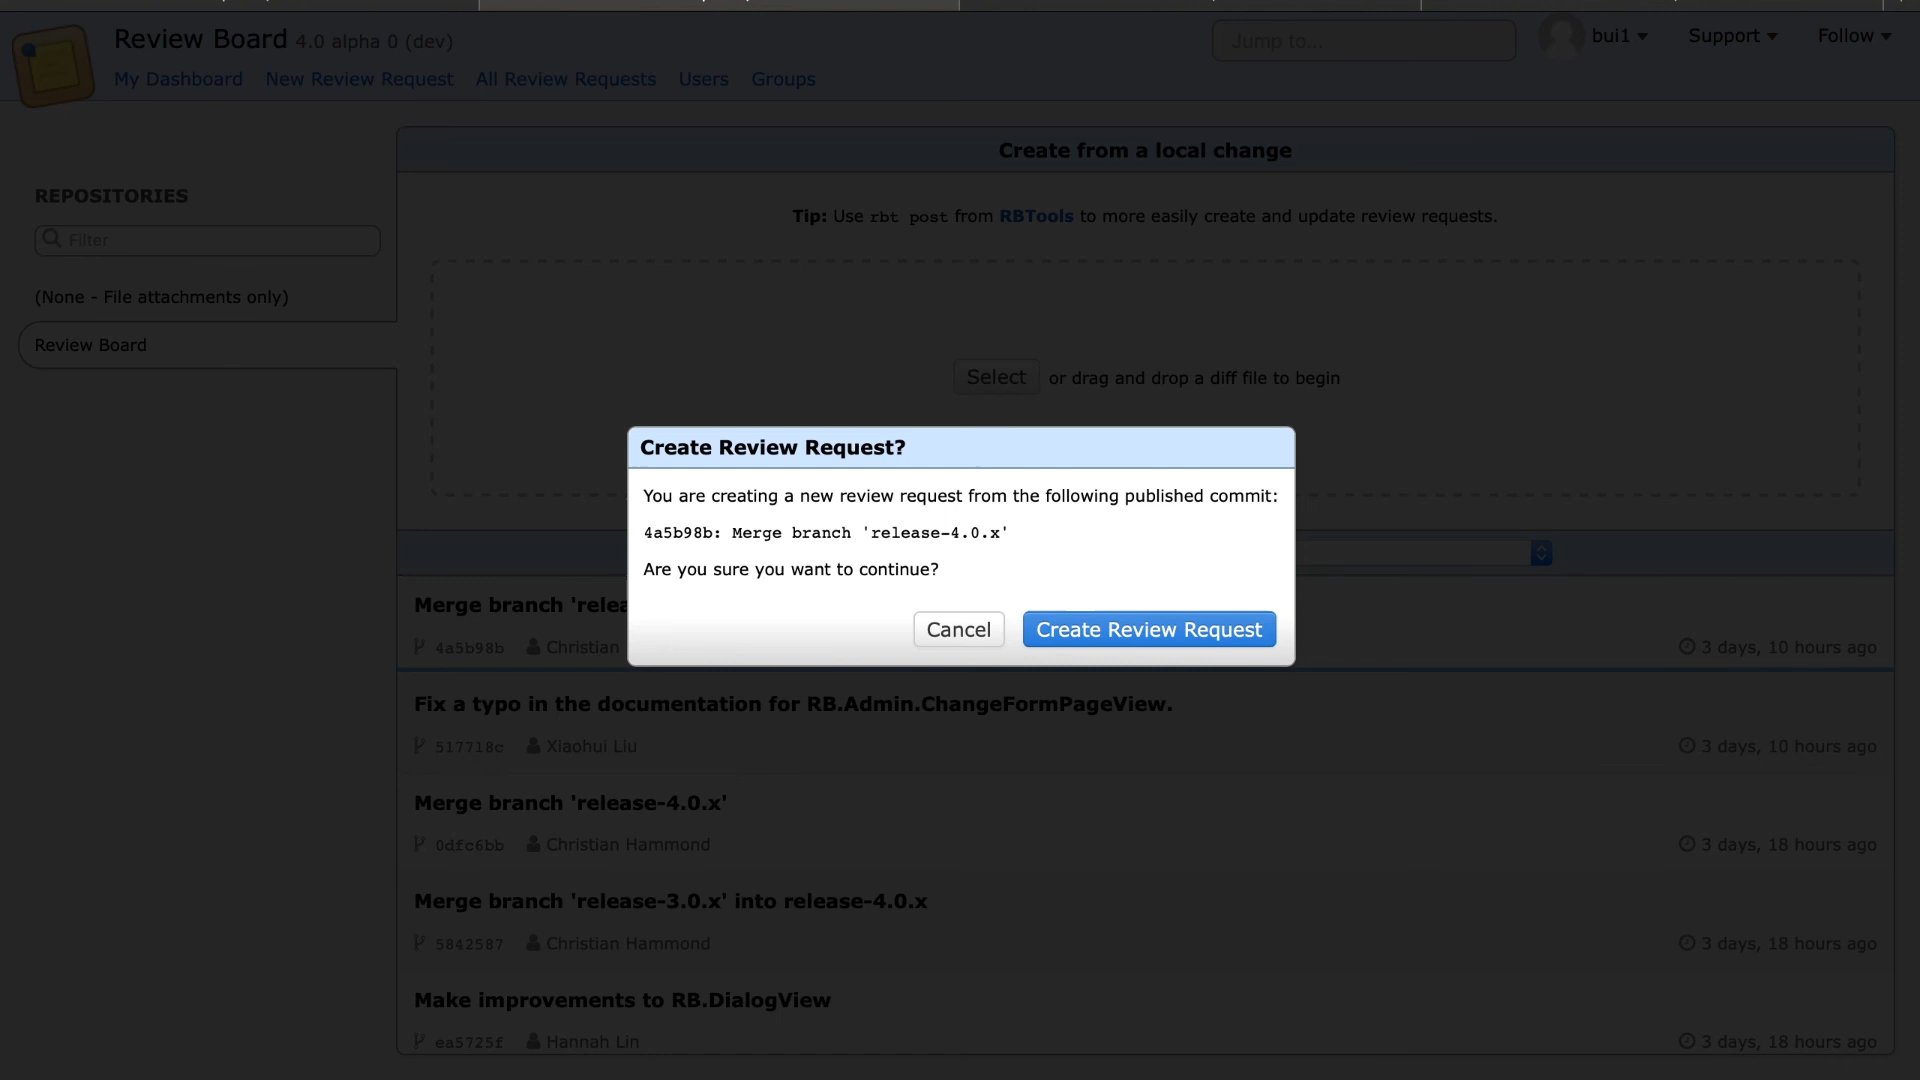 Review Board 4.0 alpha 0 (dev)
Jump to...
bui1
Support
Follow
My Dashboard New Review Request All Review Requests Users Groups
REPOSITORIES
Filter
(None - File attachments only)
Review Board
Create from a local change
Tip: Use rbt post from RBTools to more easily create and update review requests.
Select or drag and drop a diff file to begin
Create Review Request?
You are creating a new review request from the following published commit:
4a5b98b: Merge branch 'release-4.0.x'
Are you sure you want to continue?
Cancel Create Review Request
Merge branch
4a5b98b Christian 3 days, 10 hours ago
Fix a typo in the documentation for RB.Admin.ChangeFormPageView.
517718c Xiaohui Liu 3 days, 10 hours ago
Merge branch 'release-4.0.x'
0dfc6bb Christian Hammond 3 days, 18 hours ago
Merge branch 'release-3.0.x' into release-4.0.x
5842587 Christian Hammond 3 days, 18 hours ago
Make improvements to RB.DialogView
ea5725f Hannah Lin 3 days, 18 hours ago